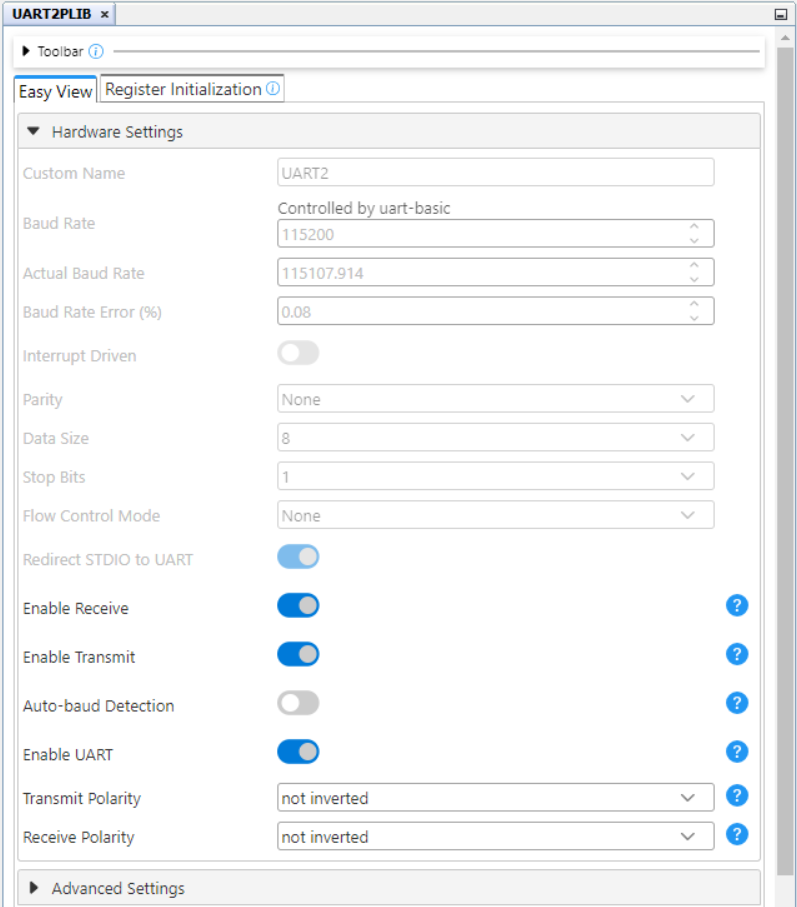 UART2PLIB ×
Toolbar
Easy View Register Initialization
Hardware Settings
Custom Name UART2
Controlled by uart-basic
Baud Rate 115200
Actual Baud Rate 115107.914
Baud Rate Error (%) 0.08
Interrupt Driven
Parity None
Data Size 8
Stop Bits 1
Flow Control Mode None
Redirect STDIO to UART
Enable Receive ?
Enable Transmit ?
Auto-baud Detection ?
Enable UART ?
Transmit Polarity not inverted ?
Receive Polarity not inverted ?
Advanced Settings